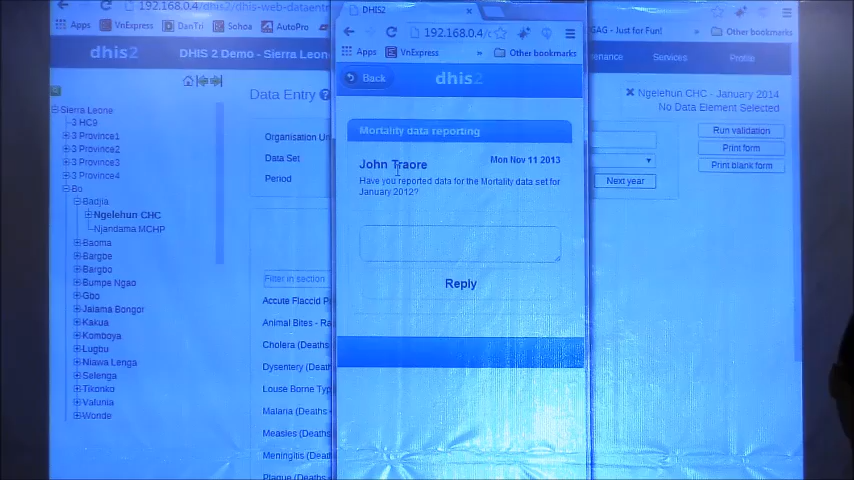 192.168.0.4/dhis2/dhis-web-dataentr
Apps VnExpress DanTri Sohoa AutoPro
dhis2 DHIS 2 Demo - Sierra Leon
Sierra Leone
3 HC9
3 Province1
3 Province2
3 Province3
3 Province4
Bo
Badjia
Ngelehun CHC
Njandama MCHP
Baoma
Bargbe
Bargbo
Bumpe Ngao
Gbo
Jaiama Bongor
Kakua
Komboya
Lugbu
Niawa Lenga
Selenga
Tikonko
Valunia
Wonde
Data Entry
Organisation Un
Data Set
Period
Filter in section
Accute Flaccid P
Animal Bites - Ra
Cholera (Deaths
Dysentery (Deat
Louse Borne Typ
Malaria (Deaths -
Measles (Deaths
Meningitis (Death
Plague (Deaths
DHIS2
192.168.0.4/
Apps VnExpress » Other bookmarks
Back dhis2
Mortality data reporting
John Traore Mon Nov 11 2013
Have you reported data for the Mortality data set for
January 2012?
Reply
GAG - Just for Fun! » Other bookmarks
enance Services Profile
Ngelehun CHC - January 2014
No Data Element Selected
Run validation
Print form
Print blank form
Next year